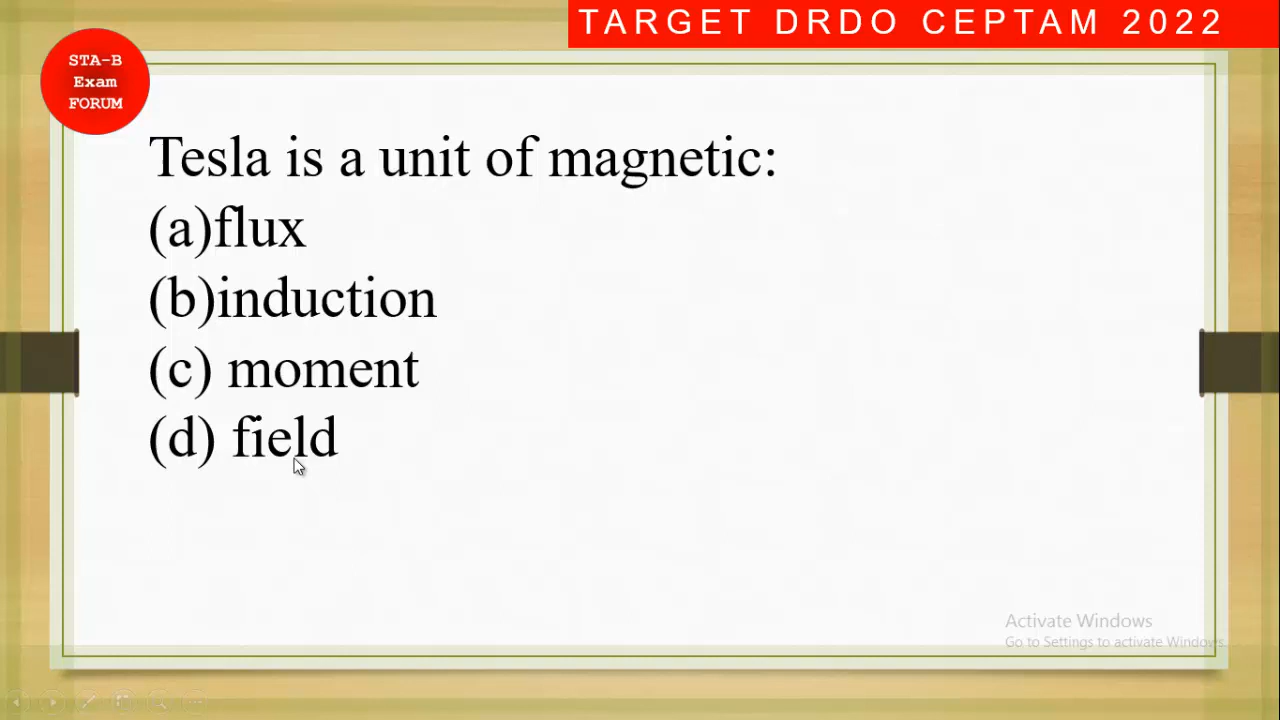 TARGET DRDO CEPTAM 2022
STA-B
Exam
FORUM
Tesla is a unit of magnetic:
(a)flux
(b)induction
(c) moment
(d) field
Activate Windows
Go to Settings to activate Windows.